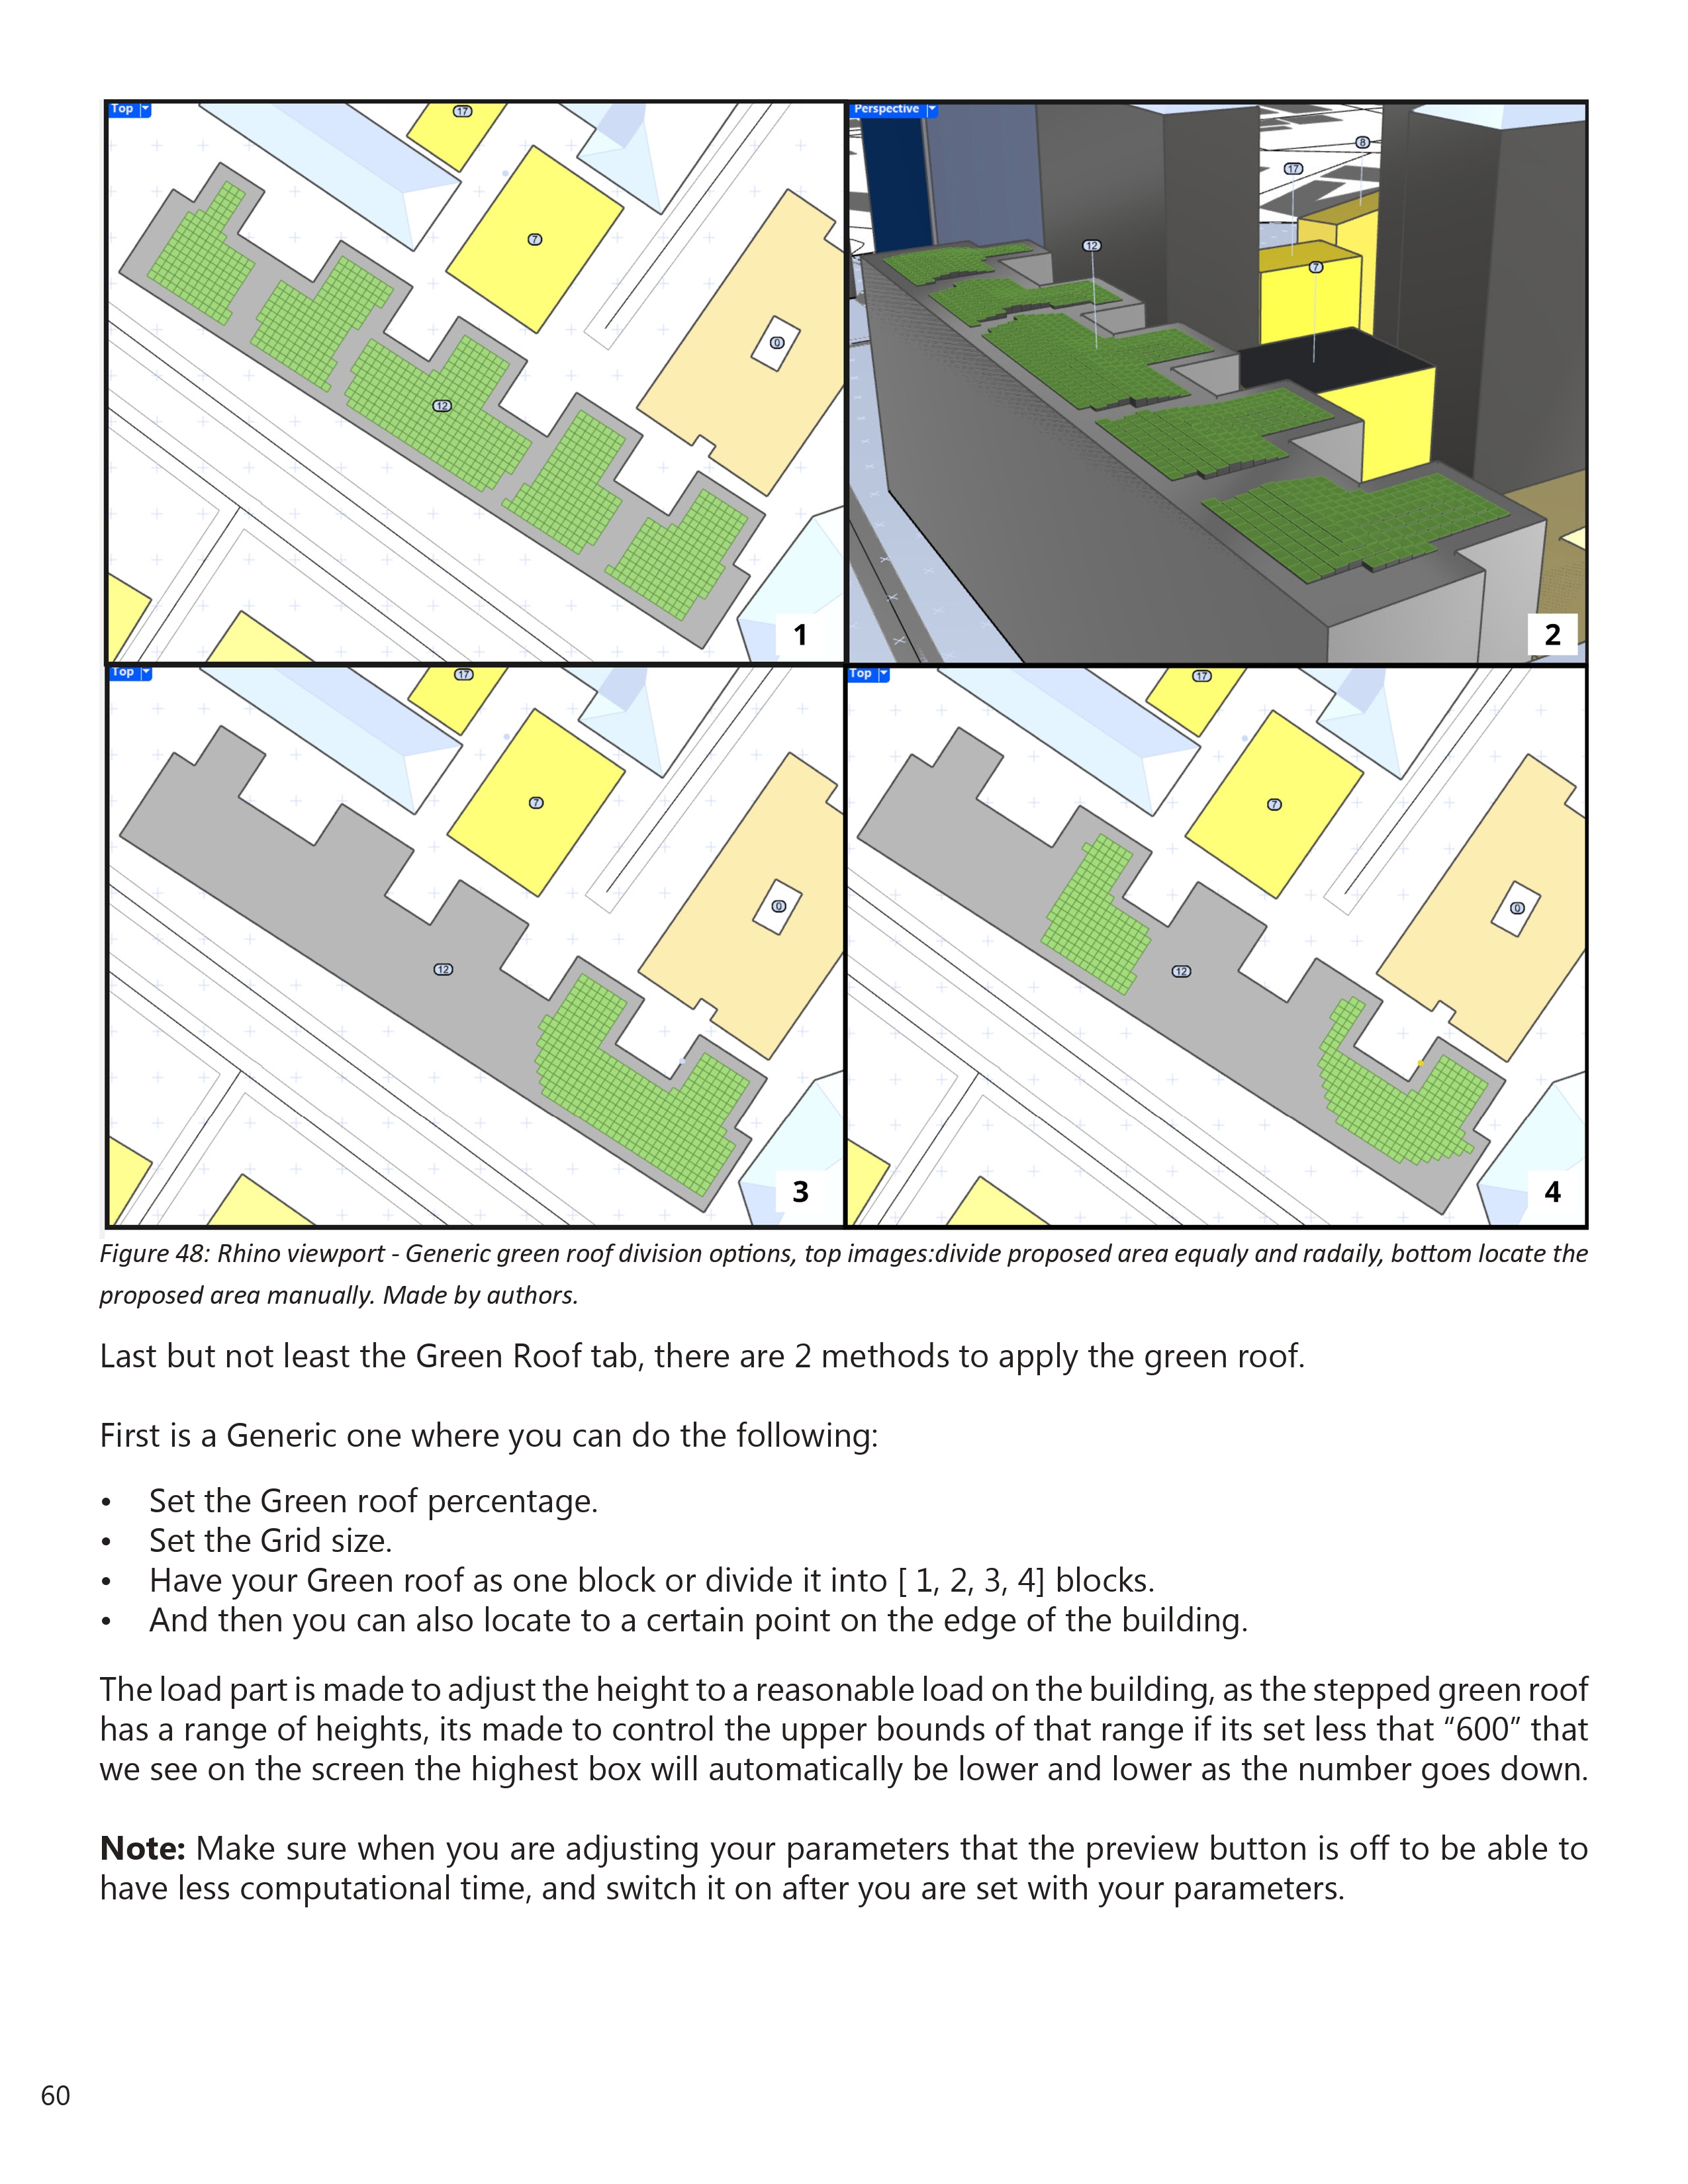 Top
17
7
0
12
1
Perspective
8
17
12
7
2
Top
17
7
0
12
3
Top
17
7
0
12
4
Figure 48: Rhino viewport - Generic green roof division options, top images:divide proposed area equaly and radaily, bottom locate the
proposed area manually. Made by authors.
Last but not least the Green Roof tab, there are 2 methods to apply the green roof.
First is a Generic one where you can do the following:
• Set the Green roof percentage.
• Set the Grid size.
• Have your Green roof as one block or divide it into [ 1, 2, 3, 4] blocks.
• And then you can also locate to a certain point on the edge of the building.
The load part is made to adjust the height to a reasonable load on the building, as the stepped green roof
has a range of heights, its made to control the upper bounds of that range if its set less that “600” that
we see on the screen the highest box will automatically be lower and lower as the number goes down.
Note: Make sure when you are adjusting your parameters that the preview button is off to be able to
have less computational time, and switch it on after you are set with your parameters.
60